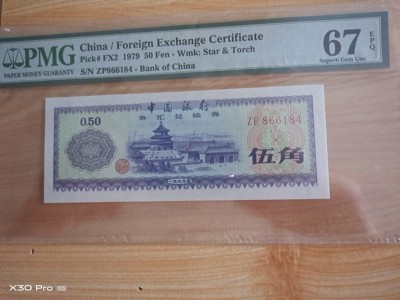 PMG
PAPER MONEY GUARANTY
China / Foreign Exchange Certificate
Pick# FX2 1979 50 Fen - Wmk: Star & Torch
S/N ZP866184 - Bank of China
67 EPQ
Superb Gem Unc
中国银行
外汇兑换券
0.50
ZP 866184
伍角
X30 Pro